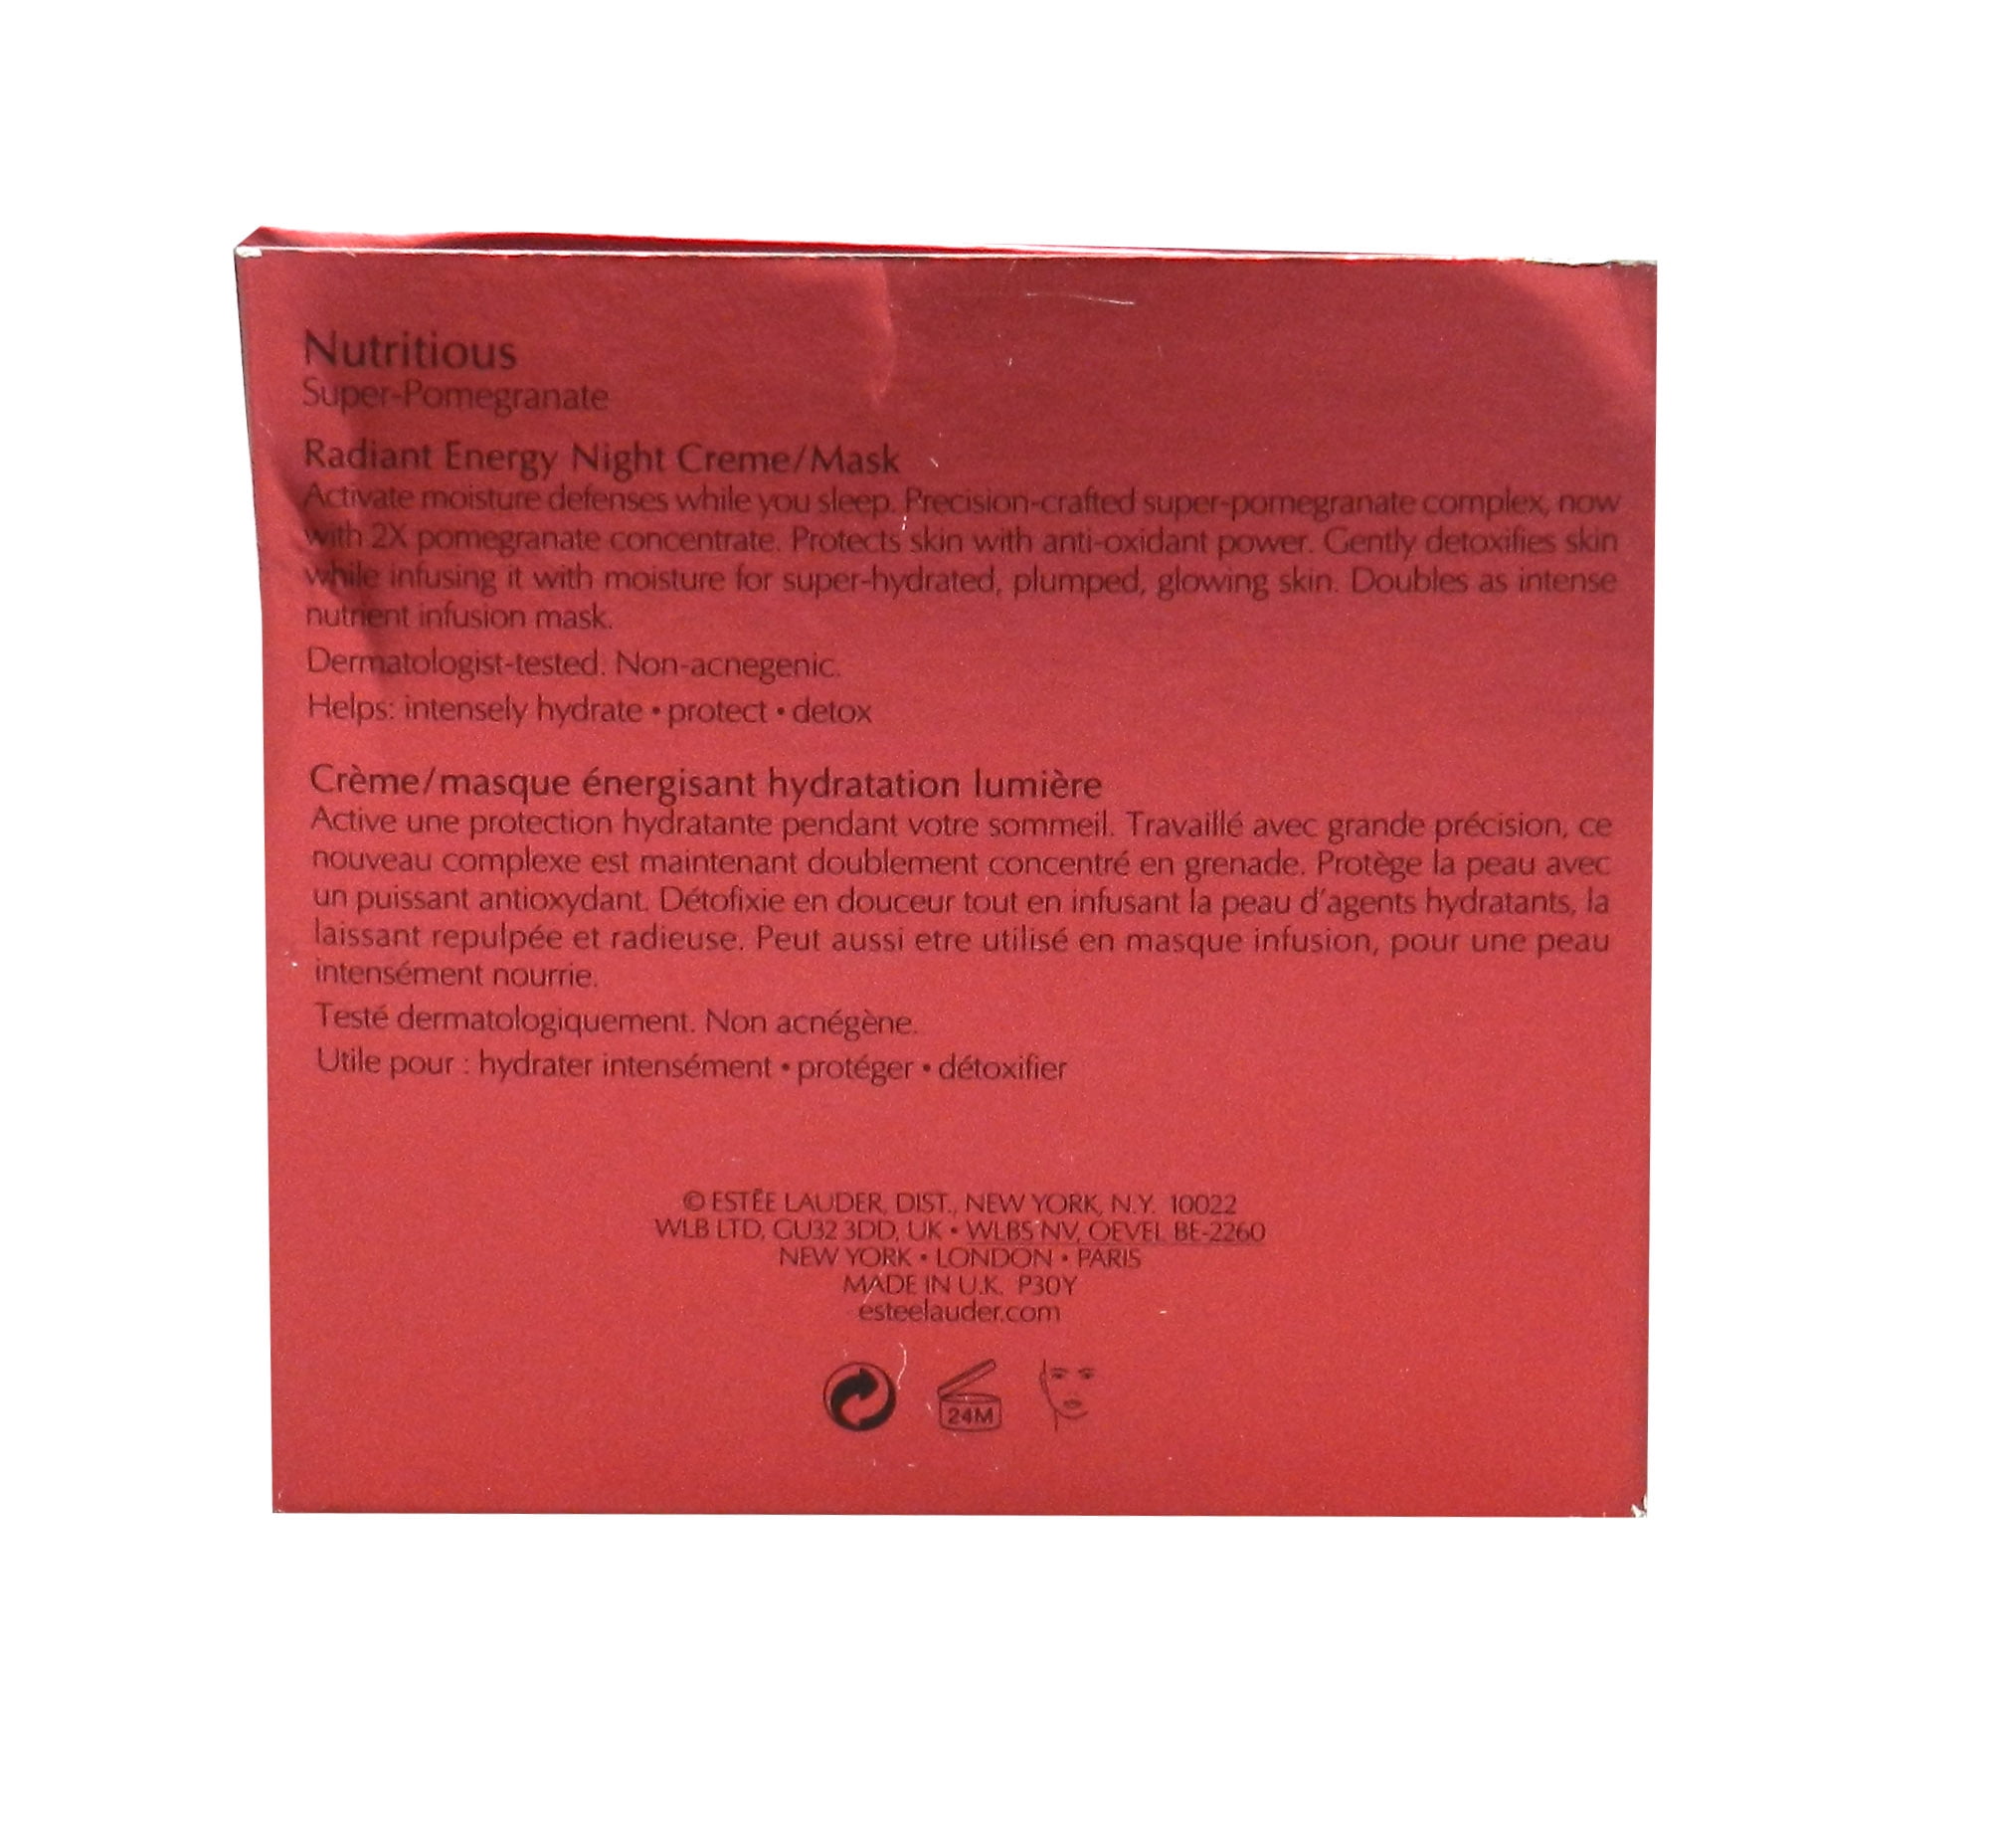 Nutritious
Super-Pomegranate
Radiant Energy Night Creme/Mask
Activate moisture defenses while you sleep. Precision-crafted super-pomegranate complex, now
with 2X pomegranate concentrate. Protects skin with anti-oxidant power. Gently detoxifies skin
while infusing it with moisture for super-hydrated, plumped, glowing skin. Doubles as intense
nutrient infusion mask.
Dermatologist-tested. Non-acnegenic.
Helps: intensely hydrate • protect • detox
Crème/masque énergisant hydratation lumière
Active une protection hydratante pendant votre sommeil. Travaillé avec grande précision, ce
nouveau complexe est maintenant doublement concentré en grenade. Protège la peau avec
un puissant antioxydant. Détofixie en douceur tout en infusant la peau d'agents hydratants, la
laissant repulpée et radieuse. Peut aussi etre utilisé en masque infusion, pour une peau
intensément nourrie.
Testé dermatologiquement. Non acnégène.
Utile pour : hydrater intensément • protéger • détoxifier
© ESTĒE LAUDER, DIST., NEW YORK, N.Y. 10022
WLB LTD, GU32 3DD, UK • WLBS NV, OEVEL BE-2260
NEW YORK • LONDON • PARIS
MADE IN U.K. P30Y
esteelauder.com
24M